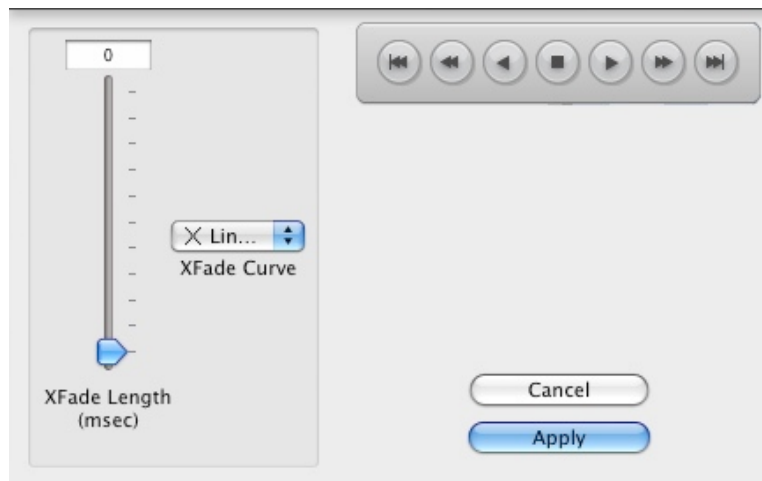 0
Lin...
XFade Curve
XFade Length
(msec)
Cancel
Apply